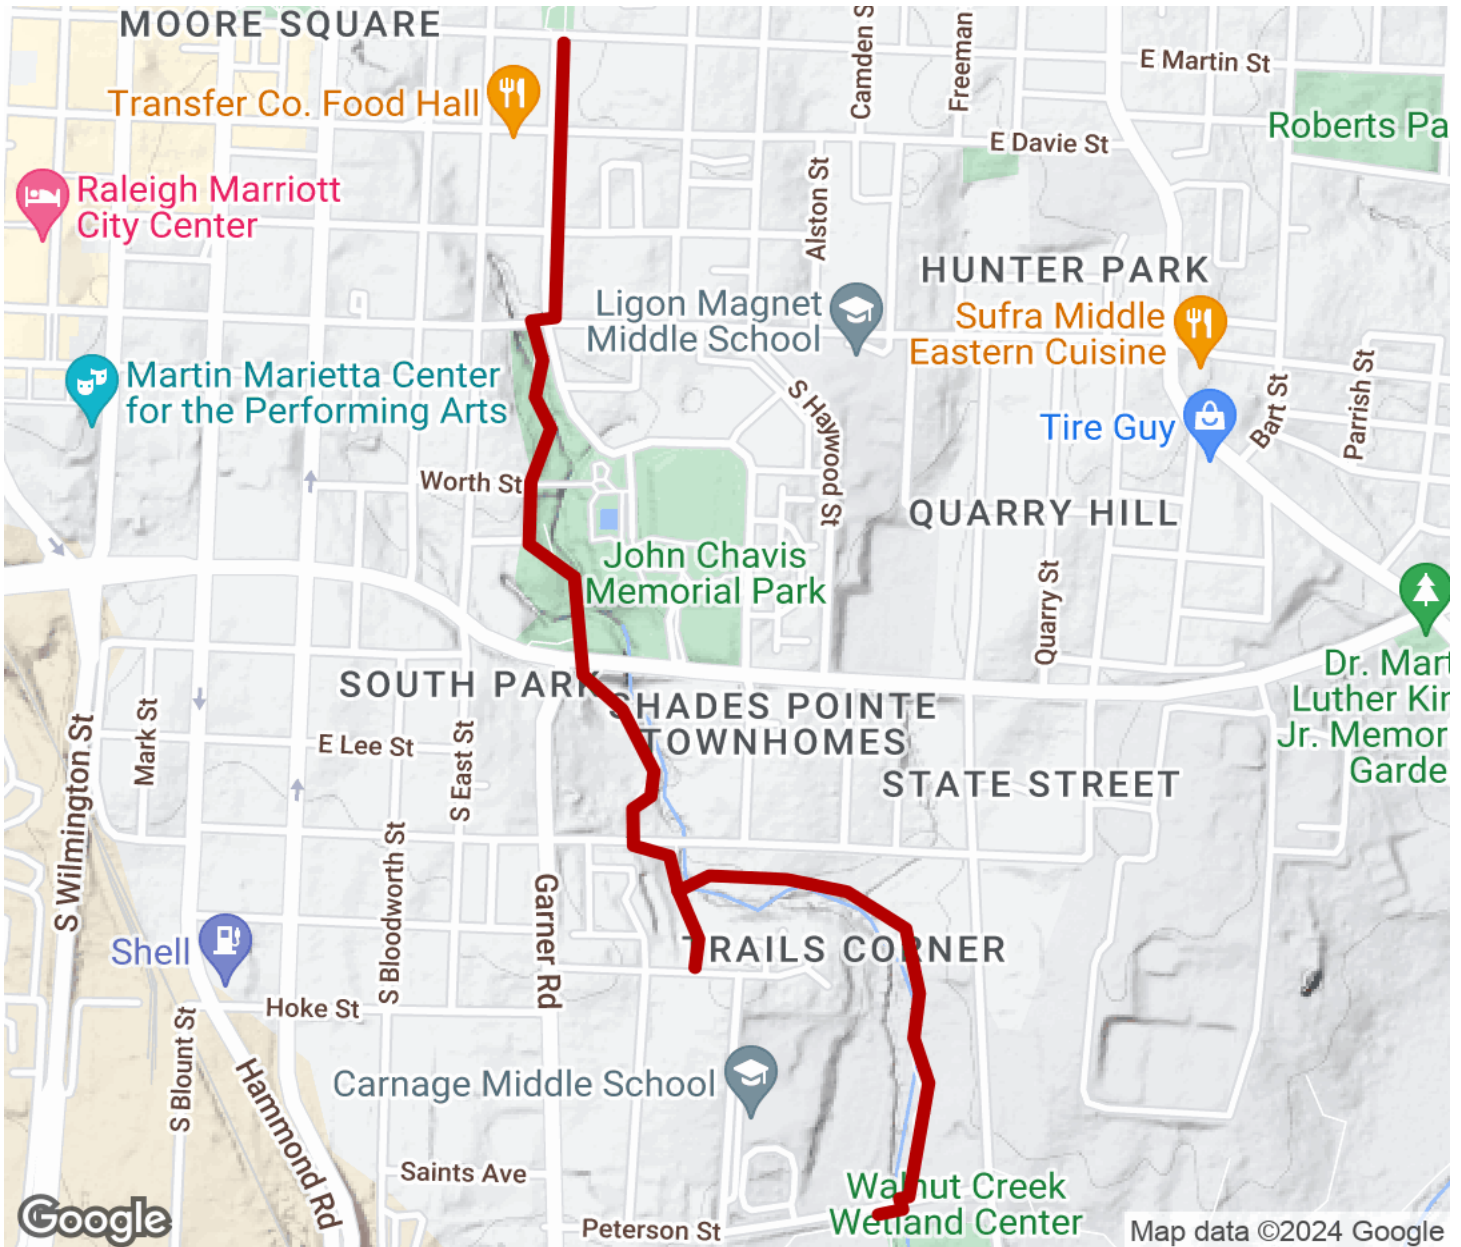 MOORE SQUARE
Camden S
Freeman
E Martin St
Transfer Co. Food Hall
Roberts Pa
E Davie St
Raleigh Marriott
City Center
Alston St
HUNTER PARK
Ligon Magnet
Middle School
Sufra Middle
Eastern Cuisine
Martin Marietta Center
for the Performing Arts
S Haywood St
Tire Guy
Bart St
Parrish St
Worth St
QUARRY HILL
John Chavis
Memorial Park
Quarry St
SOUTH PARK
SHADES POINTE
TOWNHOMES
Dr. Mart
Luther Kin
Jr. Memor
Garde
S Wilmington St
Mark St
E Lee St
S East St
STATE STREET
S Bloodworth St
Garner Rd
Shell
TRAILS CORNER
Hoke St
S Blount St
Hammond Rd
Carnage Middle School
Saints Ave
Walnut Creek
Wetland Center
Peterson St
Google
Map data ©2024 Google